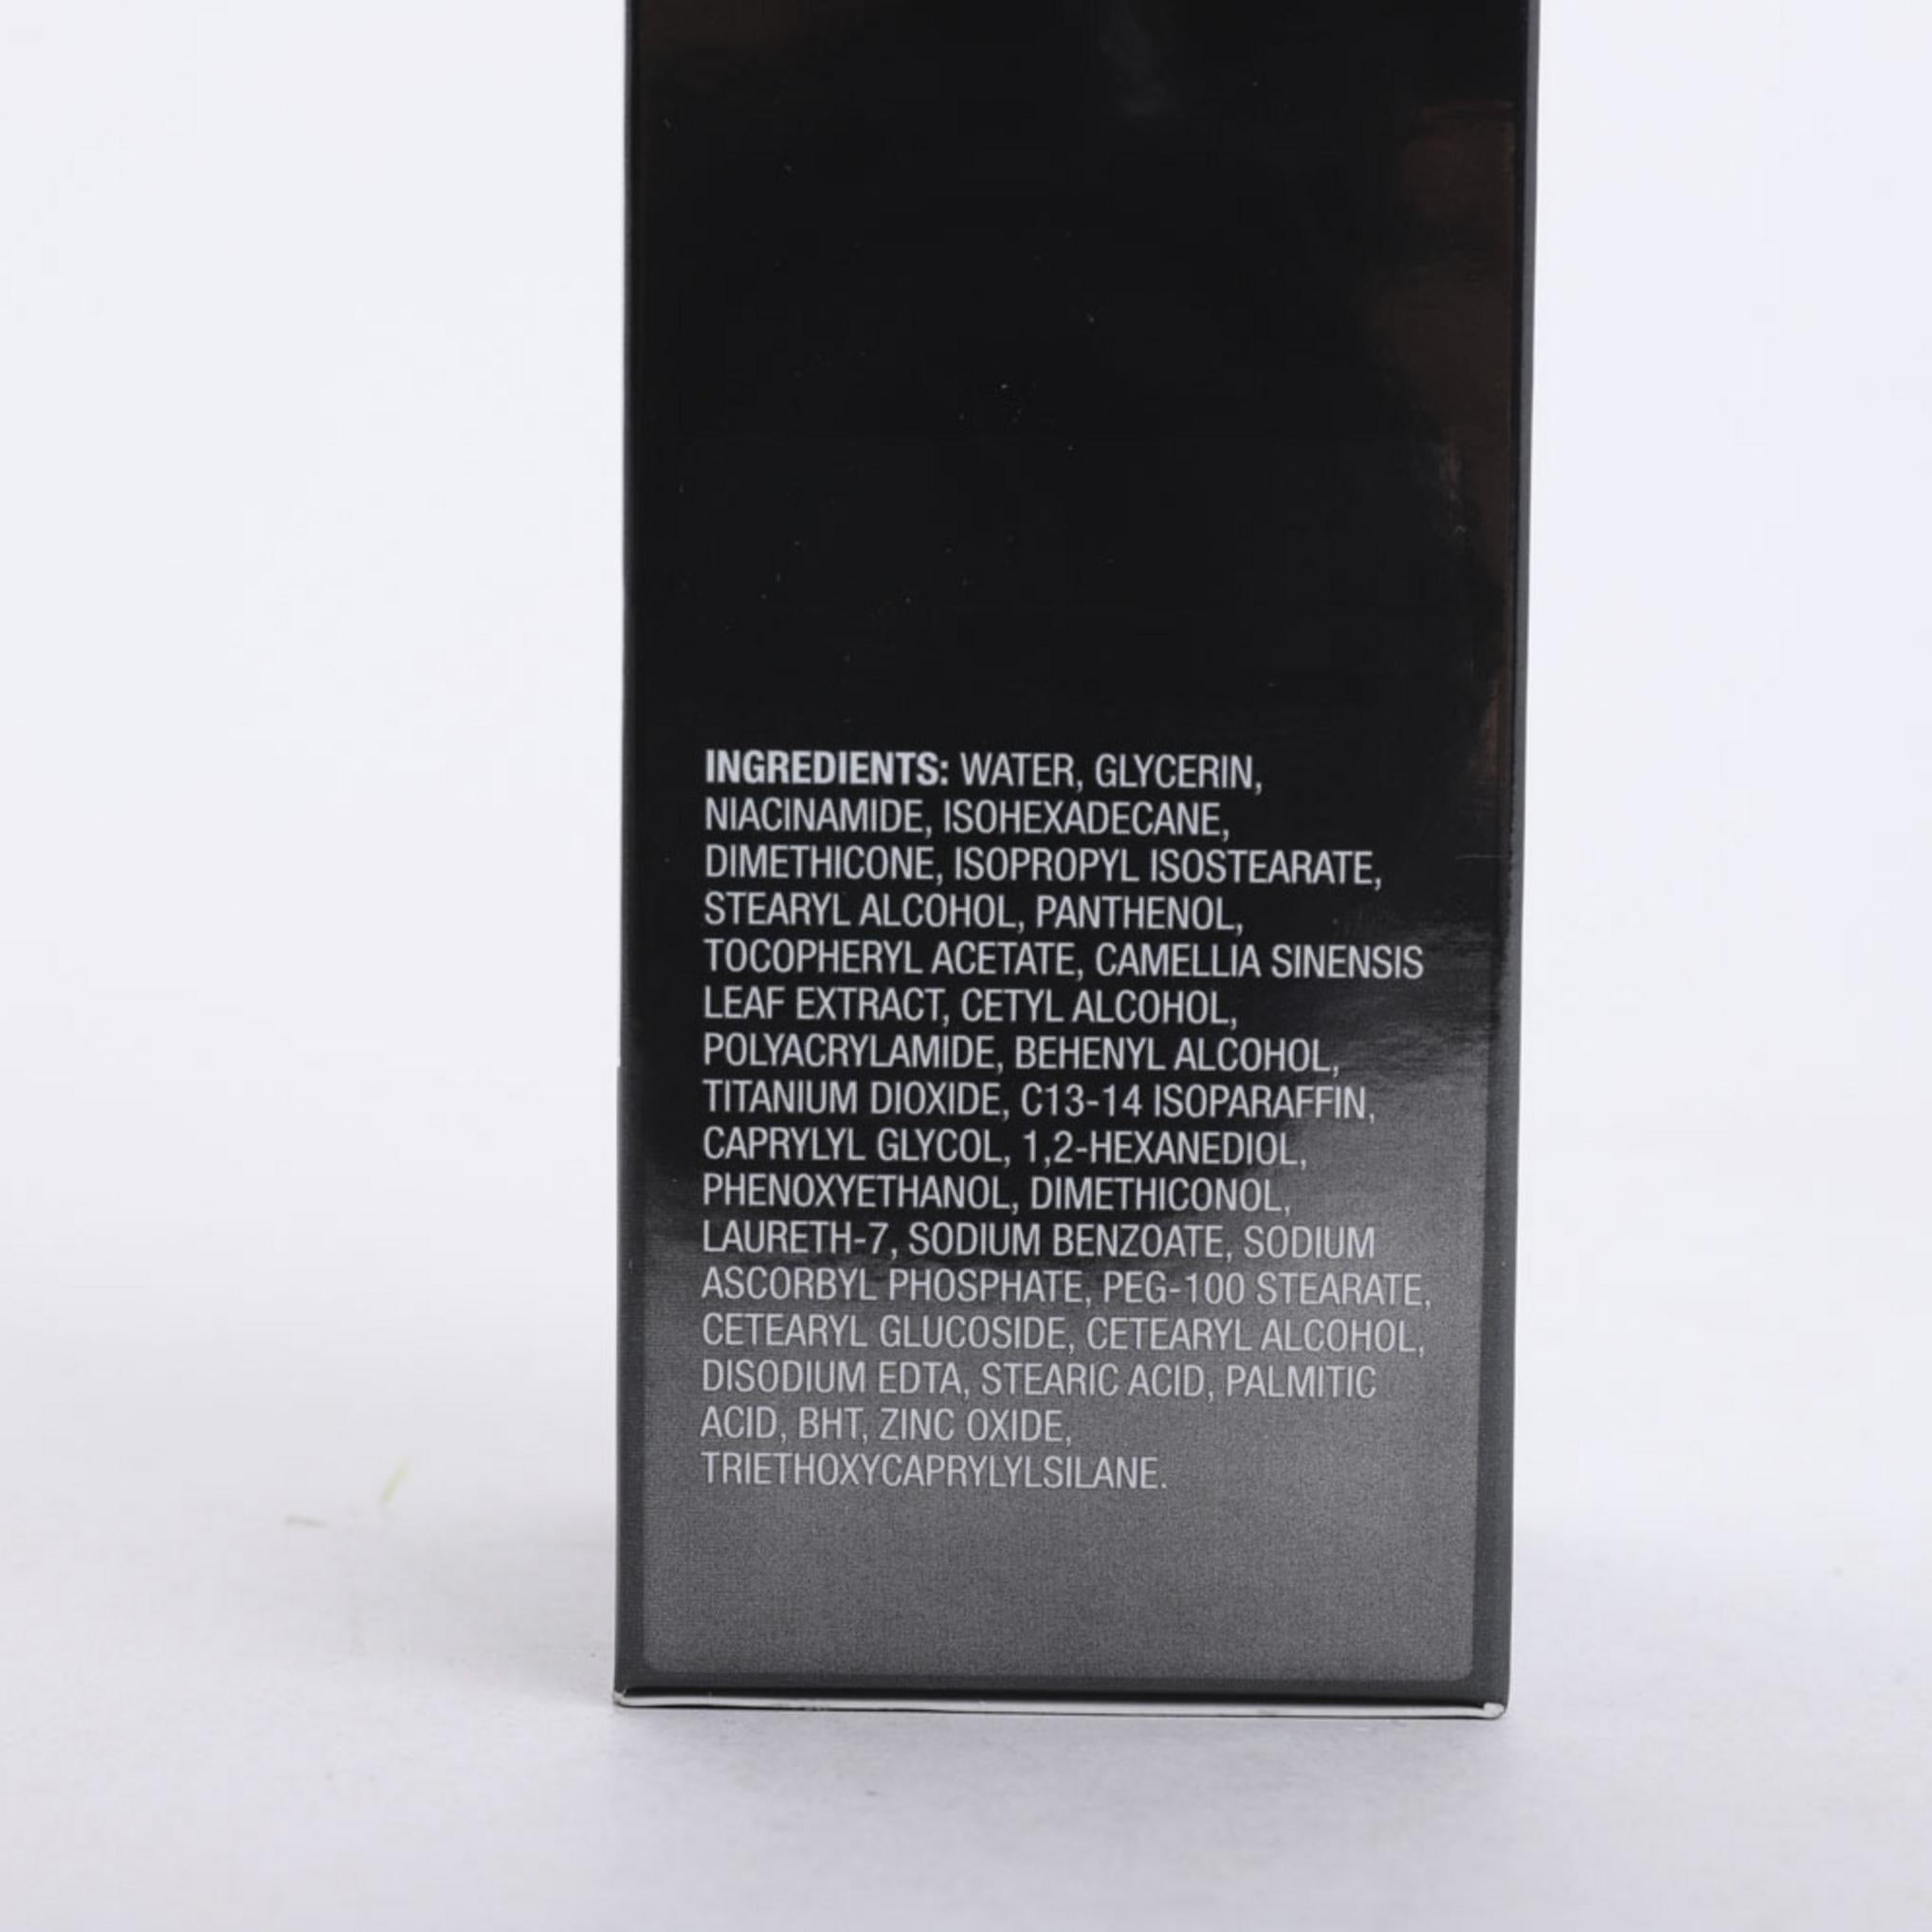 INGREDIENTS: WATER, GLYCERIN,
NIACINAMIDE, ISOHEXADECANE,
DIMETHICONE, ISOPROPYL ISOSTEARATE,
STEARYL ALCOHOL, PANTHENOL,
TOCOPHERYL ACETATE, CAMELLIA SINENSIS
LEAF EXTRACT, CETYL ALCOHOL,
POLYACRYLAMIDE, BEHENYL ALCOHOL,
TITANIUM DIOXIDE, C13-14 ISOPARAFFIN,
CAPRYLYL GLYCOL, 1,2-HEXANEDIOL,
PHENOXYETHANOL, DIMETHICONOL,
LAURETH-7, SODIUM BENZOATE, SODIUM
ASCORBYL PHOSPHATE, PEG-100 STEARATE,
CETEARYL GLUCOSIDE, CETEARYL ALCOHOL,
DISODIUM EDTA, STEARIC ACID, PALMITIC
ACID, BHT, ZINC OXIDE,
TRIETHOXYCAPRYLYLSILANE.